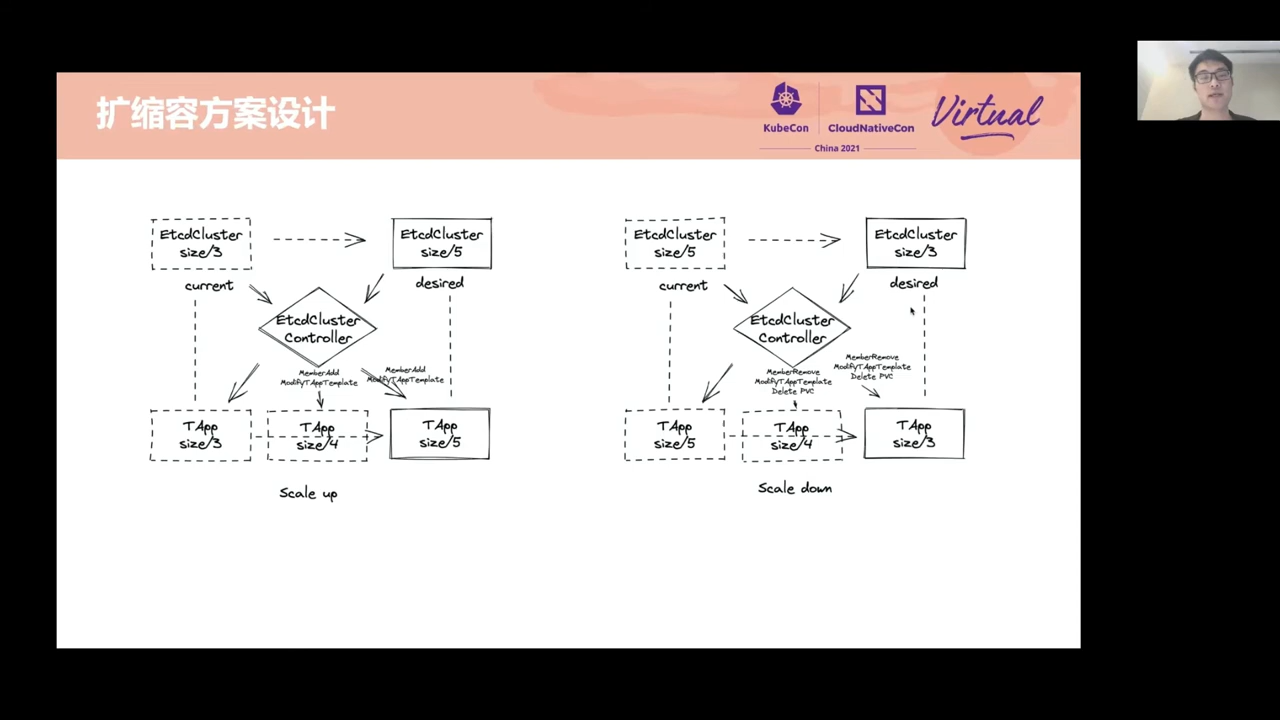 扩缩容方案设计
KubeCon
CloudNativeCon
China 2021
Virtual
EtcdCluster
size/3
EtcdCluster
size/5
current
desired
EtcdCluster
Controller
MemberAdd
ModifyTAppTemplate
MemberAdd
ModifyTAppTemplate
TApp
size/3
TApp
size/4
TApp
size/5
Scale up
EtcdCluster
size/5
EtcdCluster
size/3
current
desired
EtcdCluster
Controller
MemberRemove
ModifyTAppTemplate
Delete PVC
MemberRemove
ModifyTAppTemplate
Delete PVC
TApp
size/5
TApp
size/4
TApp
size/3
Scale down